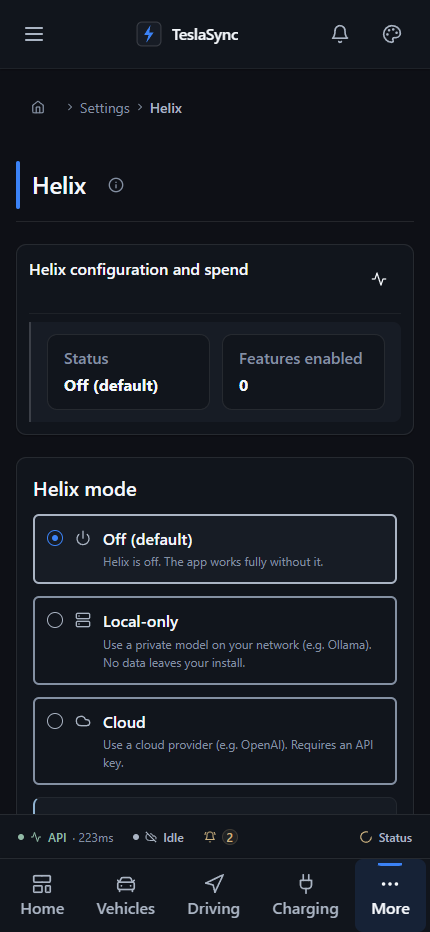 TeslaSync
Settings
Helix
Helix
Helix configuration and spend
Status
Off (default)
Features enabled
0
Helix mode
Off (default)
Helix is off. The app works fully without it.
Local-only
Use a private model on your network (e.g. Ollama).
No data leaves your install.
Cloud
Use a cloud provider (e.g. OpenAI). Requires an API
key.
API · 223ms
Idle
2
Status
Home
Vehicles
Driving
Charging
More